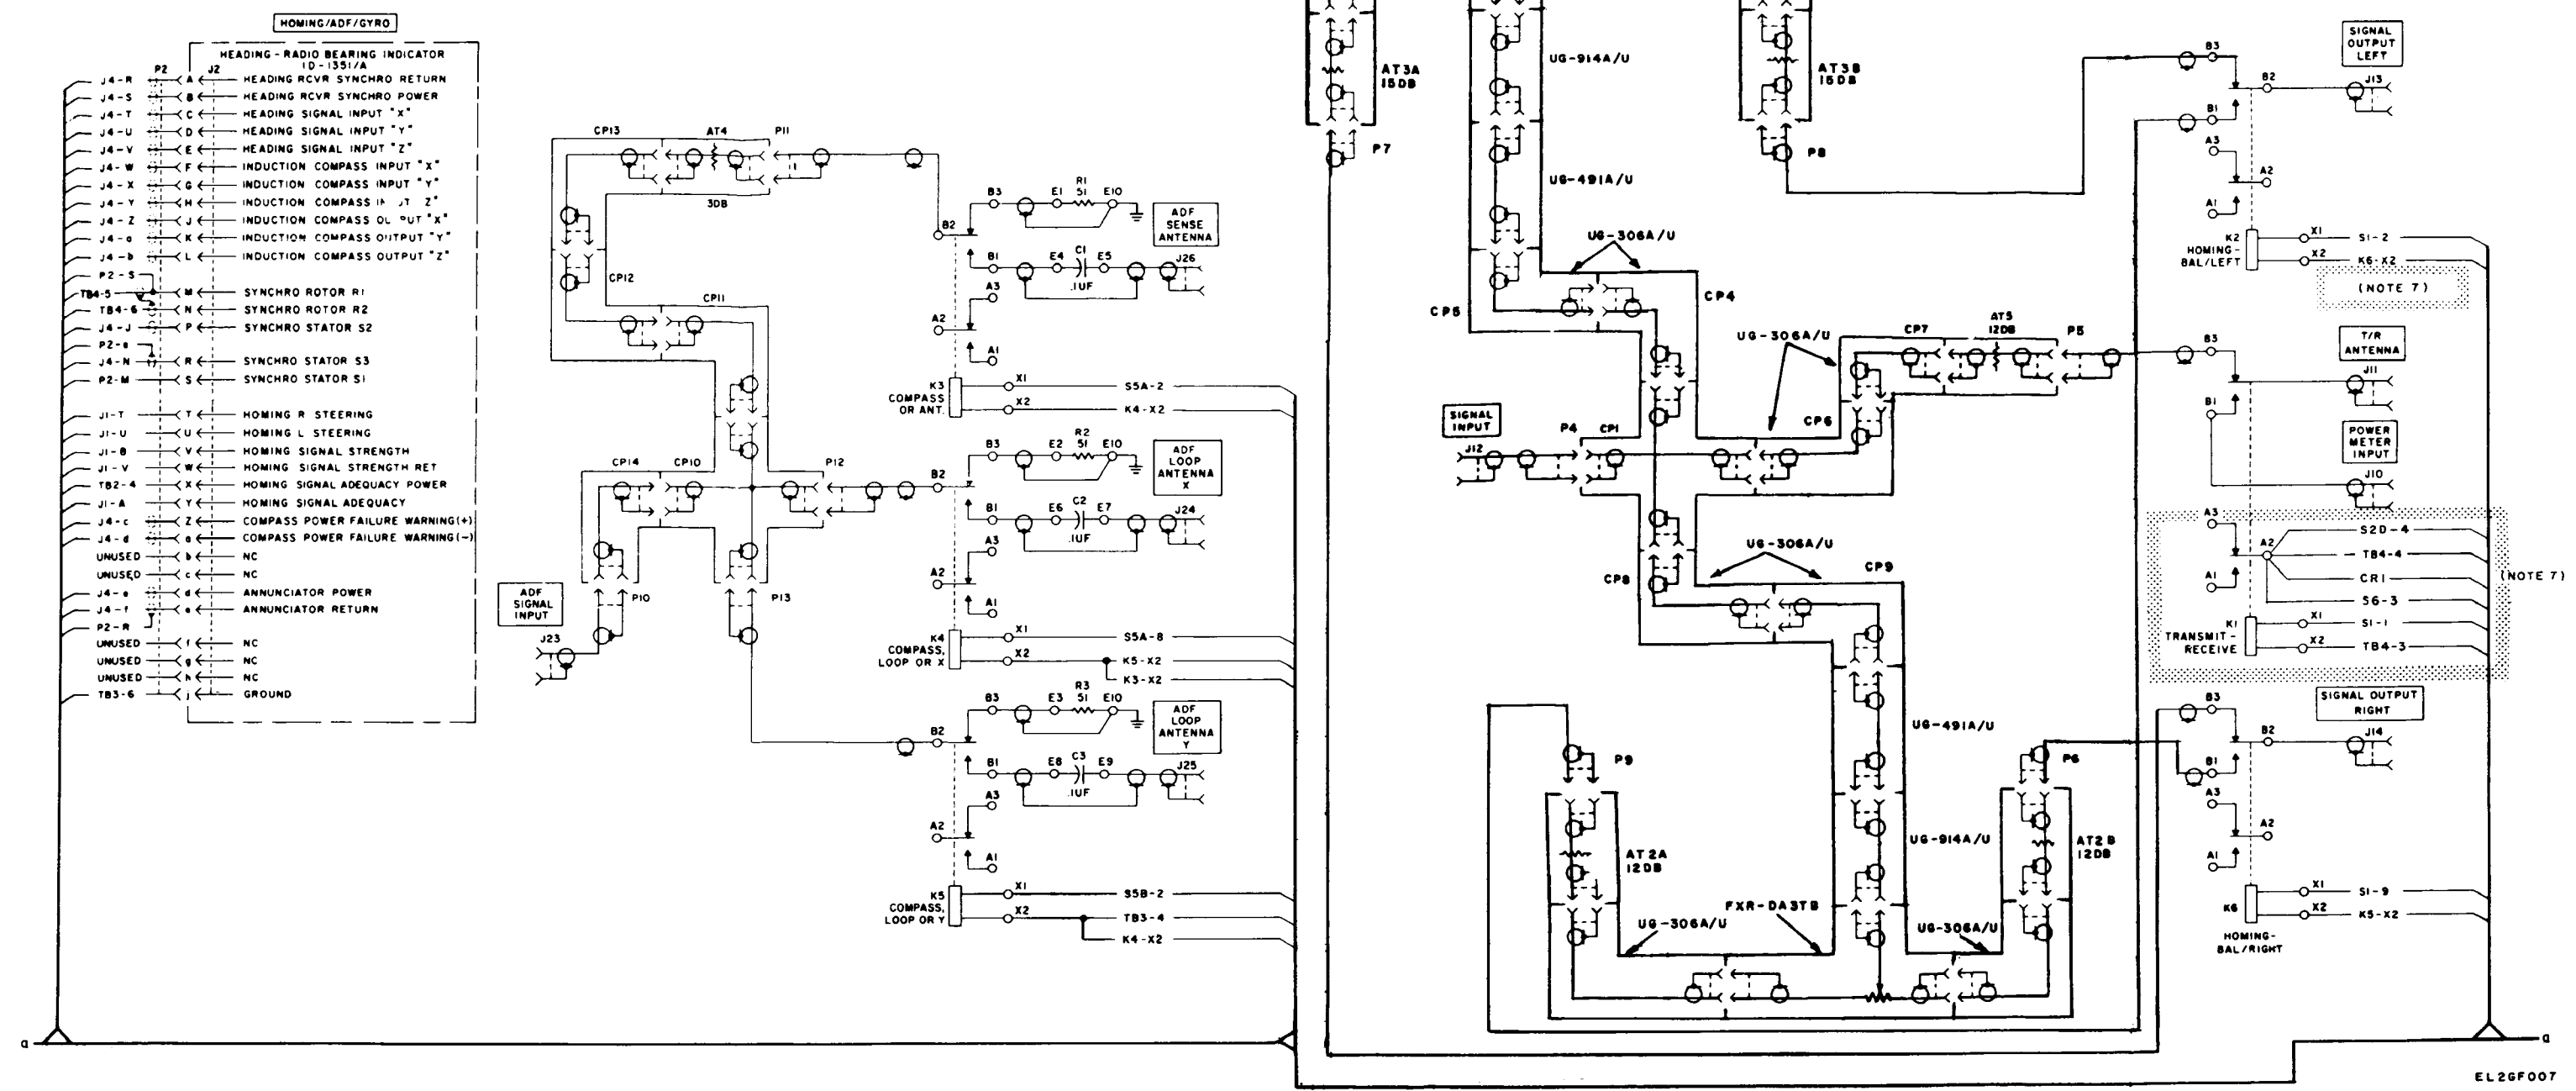 HOMING/ADF/GYRO
HEADING-RADIO BEARING INDICATOR
ID-1351/A
P2 J2
J4-R A HEADING RCVR SYNCHRO RETURN
J4-S B HEADING RCVR SYNCHRO POWER
J4-T C HEADING SIGNAL INPUT "X"
J4-U D HEADING SIGNAL INPUT "Y"
J4-V E HEADING SIGNAL INPUT "Z"
J4-W F INDUCTION COMPASS INPUT "X"
J4-X G INDUCTION COMPASS INPUT "Y"
J4-Y H INDUCTION COMPASS Z"
J4-Z J INDUCTION COMPASS "X"
J4-a K INDUCTION COMPASS OUTPUT "Y"
J4-b L INDUCTION COMPASS OUTPUT "Z"
P2-S
TB4-5 M SYNCHRO ROTOR R1
TB4-6 N SYNCHRO ROTOR R2
J4-J P SYNCHRO STATOR S2
P2-e
J4-N R SYNCHRO STATOR S3
P2-M S SYNCHRO STATOR S1
J1-T T HOMING R STEERING
J1-U U HOMING L STEERING
J1-B V HOMING SIGNAL STRENGTH
J1-V W HOMING SIGNAL STRENGTH RET
TB2-4 X HOMING SIGNAL ADEQUACY POWER
J1-A Y HOMING SIGNAL ADEQUACY
J4-c Z COMPASS POWER FAILURE WARNING(+)
J4-d a COMPASS POWER FAILURE WARNING(-)
UNUSED b NC
UNUSED c NC
J4-e d ANNUNCIATOR POWER
J4-f e ANNUNCIATOR RETURN
P2-R
UNUSED f NC
UNUSED g NC
UNUSED h NC
TB3-6 j GROUND
CP13 AT4 P11
3DB
CP12
CP11
CP14 CP10 P12
P10 P13
ADF
SIGNAL
INPUT
J23
B2 B3 E1 R1 E10
51
B1 E4 C1 E5 J26
.1UF
A3
A2
A1
ADF
SENSE
ANTENNA
K3
COMPASS
OR ANT.
X1 S5A-2
X2 K4-X2
B2 B3 E2 R2 E10
51
B1 E6 C2 E7 J24
.1UF
A3
A2
A1
ADF
LOOP
ANTENNA
X
K4
COMPASS,
LOOP OR X
X1 S5A-8
X2 K5-X2
K3-X2
B2 B3 E3 R3 E10
51
B1 E8 C3 E9 J25
.1UF
A3
A2
A1
ADF
LOOP
ANTENNA
Y
K5
COMPASS,
LOOP OR Y
X1 S5B-2
X2 TB3-4
K4-X2
AT3A
15DB
P7
UG-914A/U
UG-491A/U
AT3B
15DB
P8
UG-306A/U
CP5
CP4
UG-306A/U
CP7 AT5 P5
12DB
SIGNAL
INPUT
J12
P4 CP1
CP6
UG-306A/U
CP8
CP9
UG-491A/U
UG-914A/U
P9
AT2A
12DB
UG-306A/U
FXR-DA3TB
UG-306A/U
P6
AT2B
12DB
B3
B2 J13
B1
A3
A2
A1
SIGNAL
OUTPUT
LEFT
K2
HOMING-
BAL/LEFT
X1 S1-2
X2 K6-X2
(NOTE 7)
B3
B1
T/R
ANTENNA
J11
POWER
METER
INPUT
J10
A3
A2
A1
S2D-4
TB4-4
CR1
S6-3
(NOTE 7)
K1
TRANSMIT-
RECEIVE
X1 S1-1
X2 TB4-3
SIGNAL OUTPUT
RIGHT
B3
B2 J14
B1
A3
A2
A1
K6
HOMING-
BAL/RIGHT
X1 S1-9
X2 K5-X2
a
a
EL2GF007